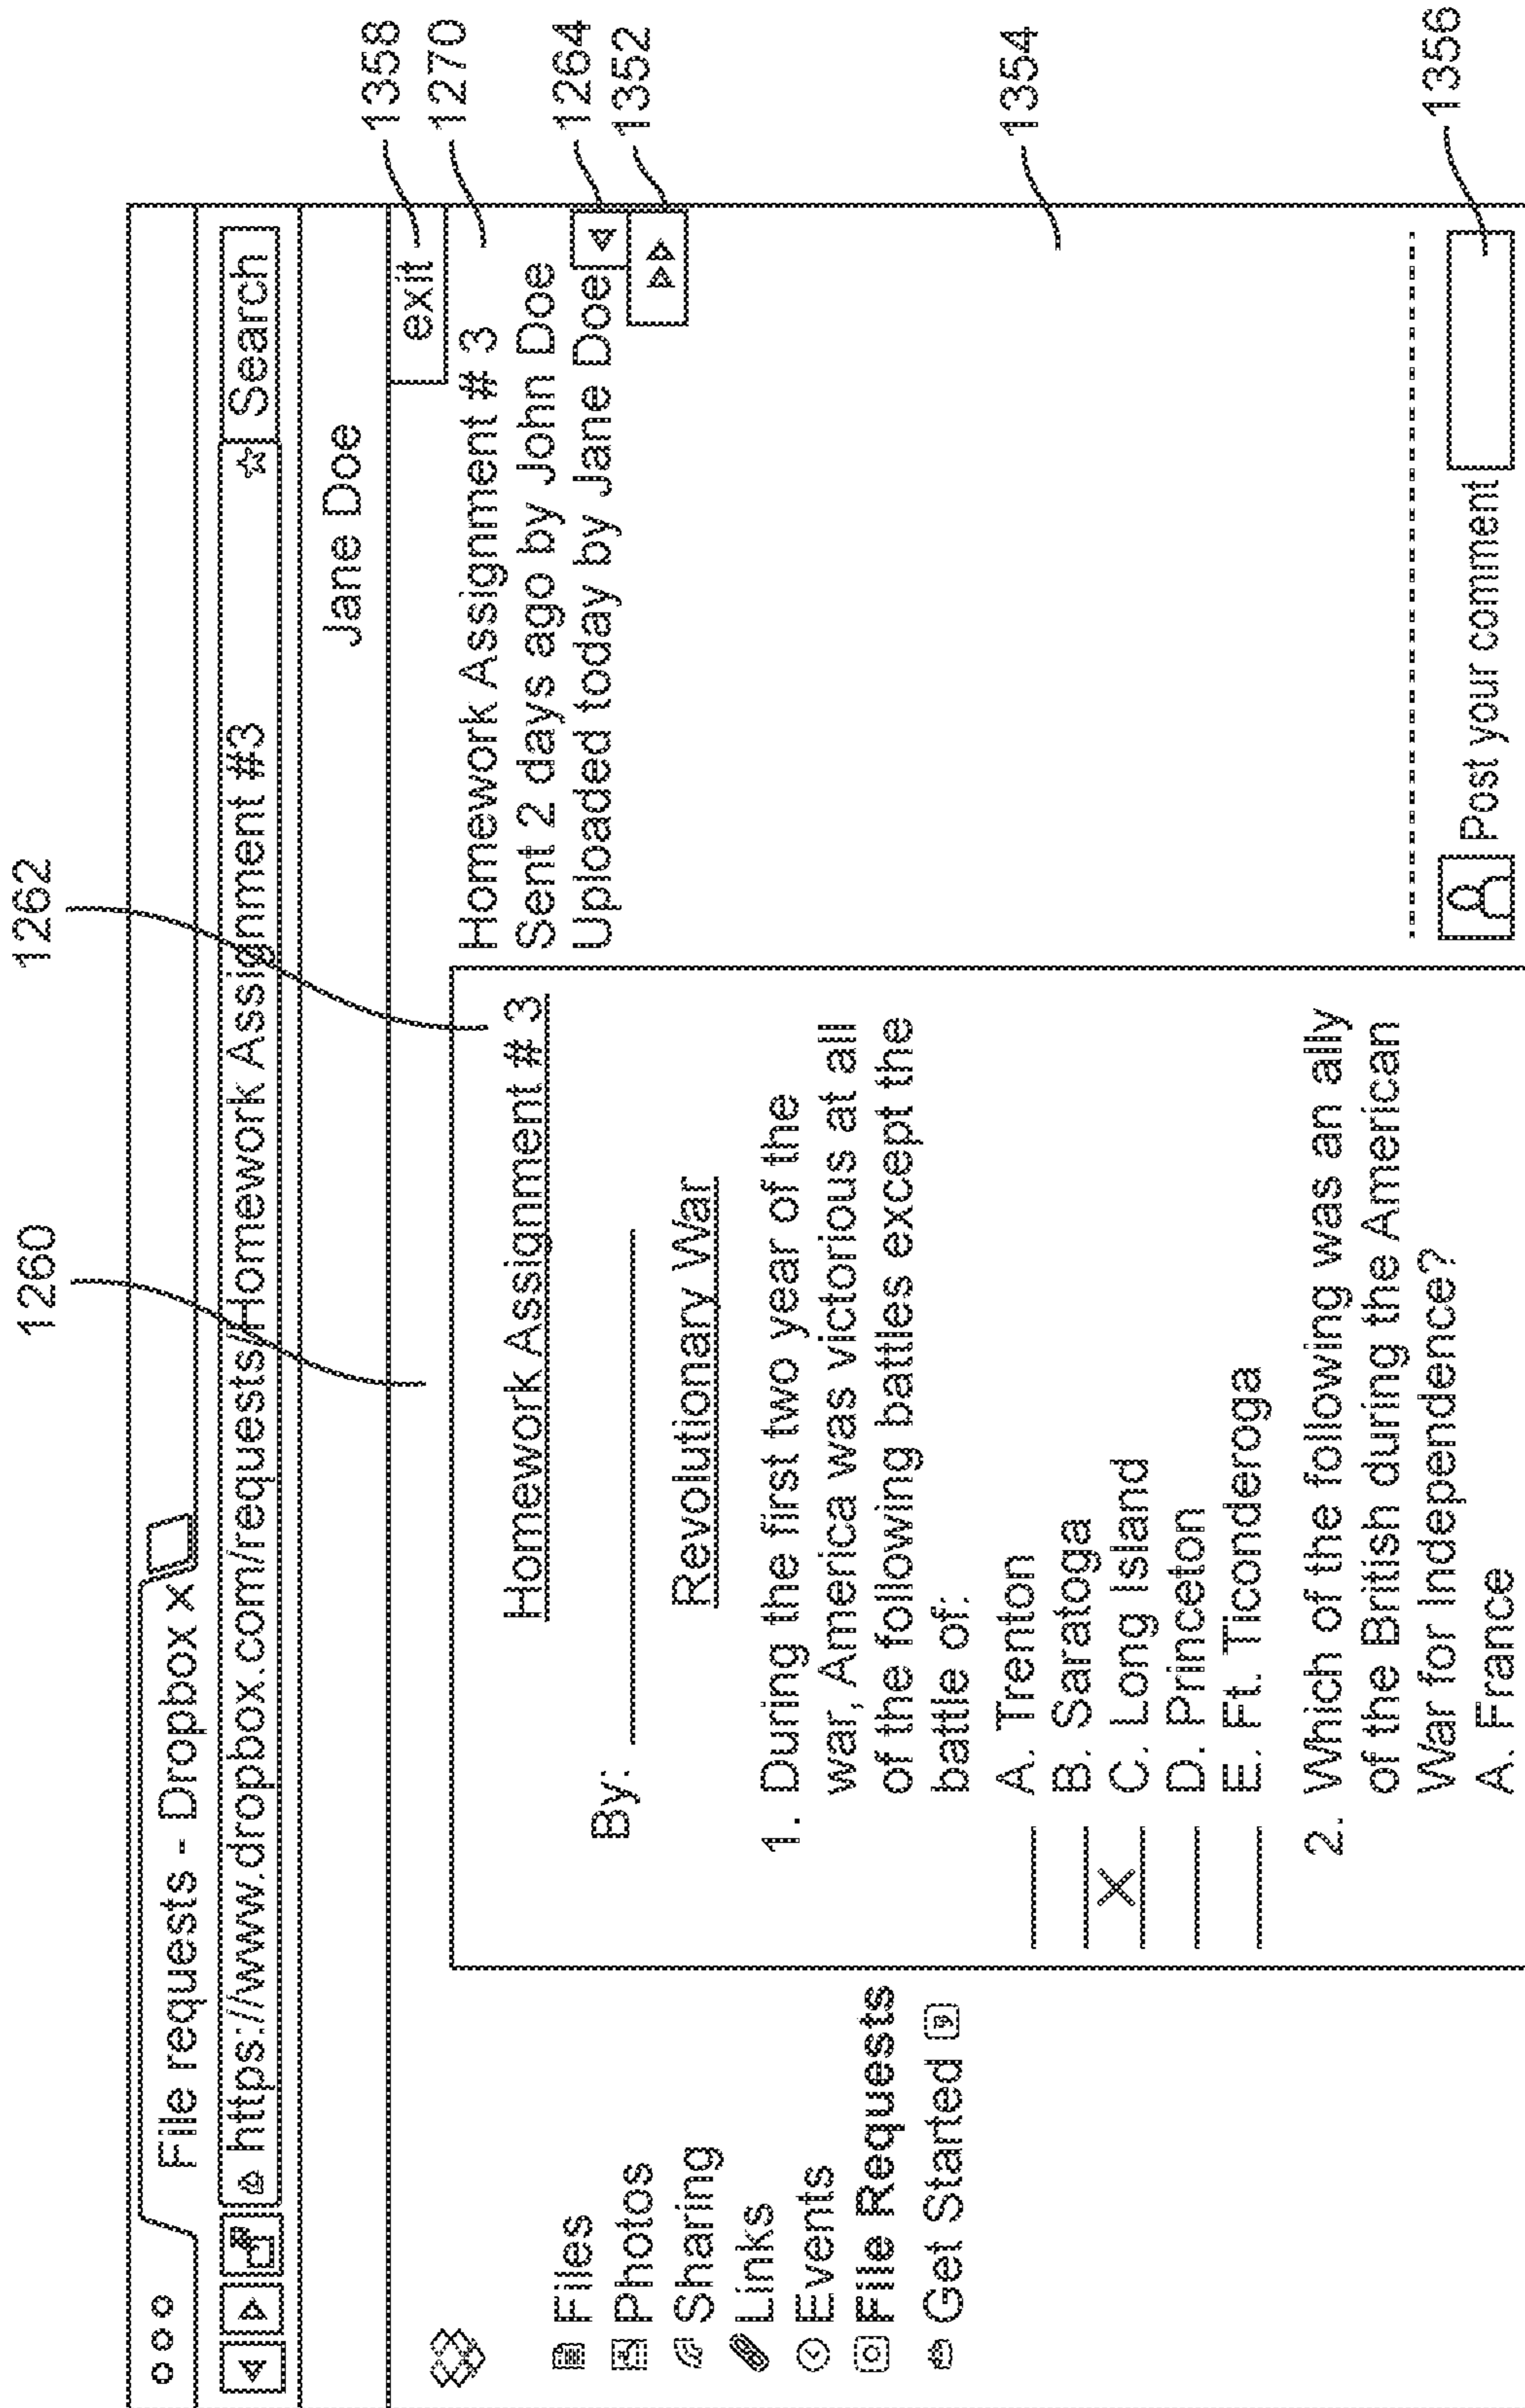 1260
1262
File requests - Dropbox x
https://www.dropbox.com/requests/Homework Assignment #3
Search
Jane Doe
exit
1358
Files
Photos
Sharing
Links
Events
File Requests
Get Started
Homework Assignment # 3
By:
Revolutionary War
1. During the first two year of the
war, America was victorious at all
of the following battles except the
battle of:
A. Trenton
B. Saratoga
X C. Long Island
D. Princeton
E. Ft. Ticonderoga
2. Which of the following was an ally
of the British during the American
War for Independence?
A. France
Homework Assignment # 3
1270
Sent 2 days ago by John Doe
Uploaded today by Jane Doe
1264
1352
1354
Post your comment
1356